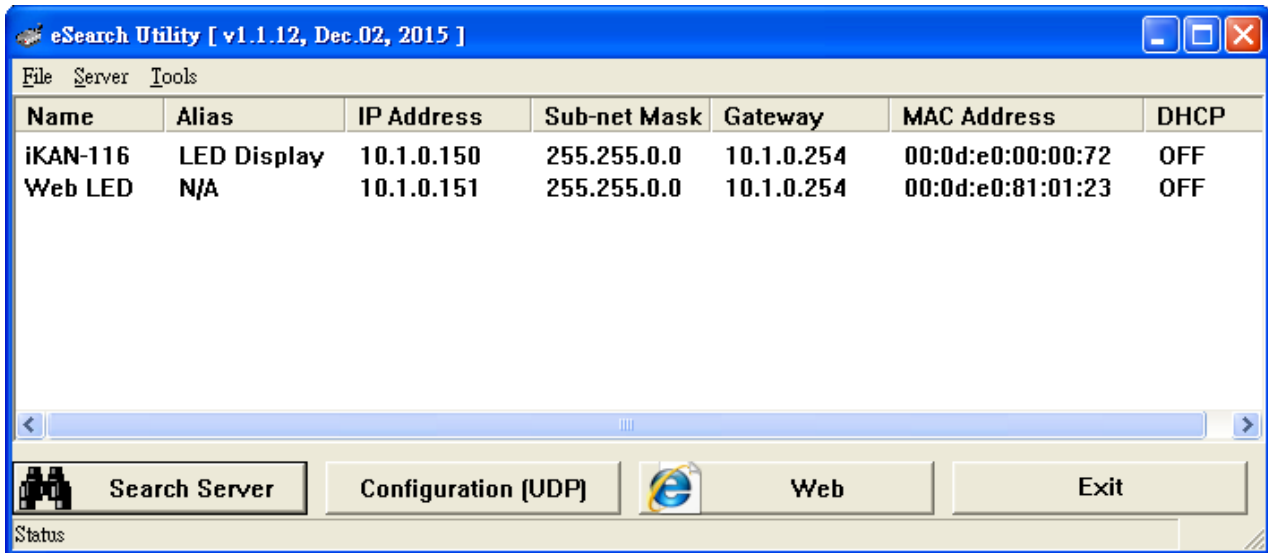 eSearch Utility [ v1.1.12, Dec.02, 2015 ]
File Server Tools
Name Alias IP Address Sub-net Mask Gateway MAC Address DHCP
iKAN-116 LED Display 10.1.0.150 255.255.0.0 10.1.0.254 00:0d:e0:00:00:72 OFF
Web LED N/A 10.1.0.151 255.255.0.0 10.1.0.254 00:0d:e0:81:01:23 OFF
Search Server Configuration (UDP) Web Exit
Status